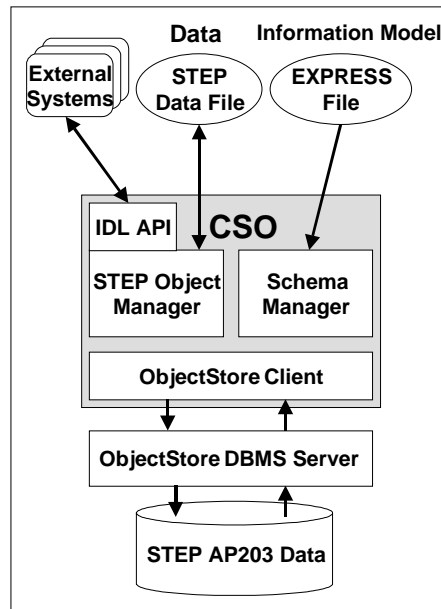 Data
Information Model
External
Systems
STEP
Data File
EXPRESS
File
IDL API
CSO
STEP Object
Manager
Schema
Manager
ObjectStore Client
ObjectStore DBMS Server
STEP AP203 Data